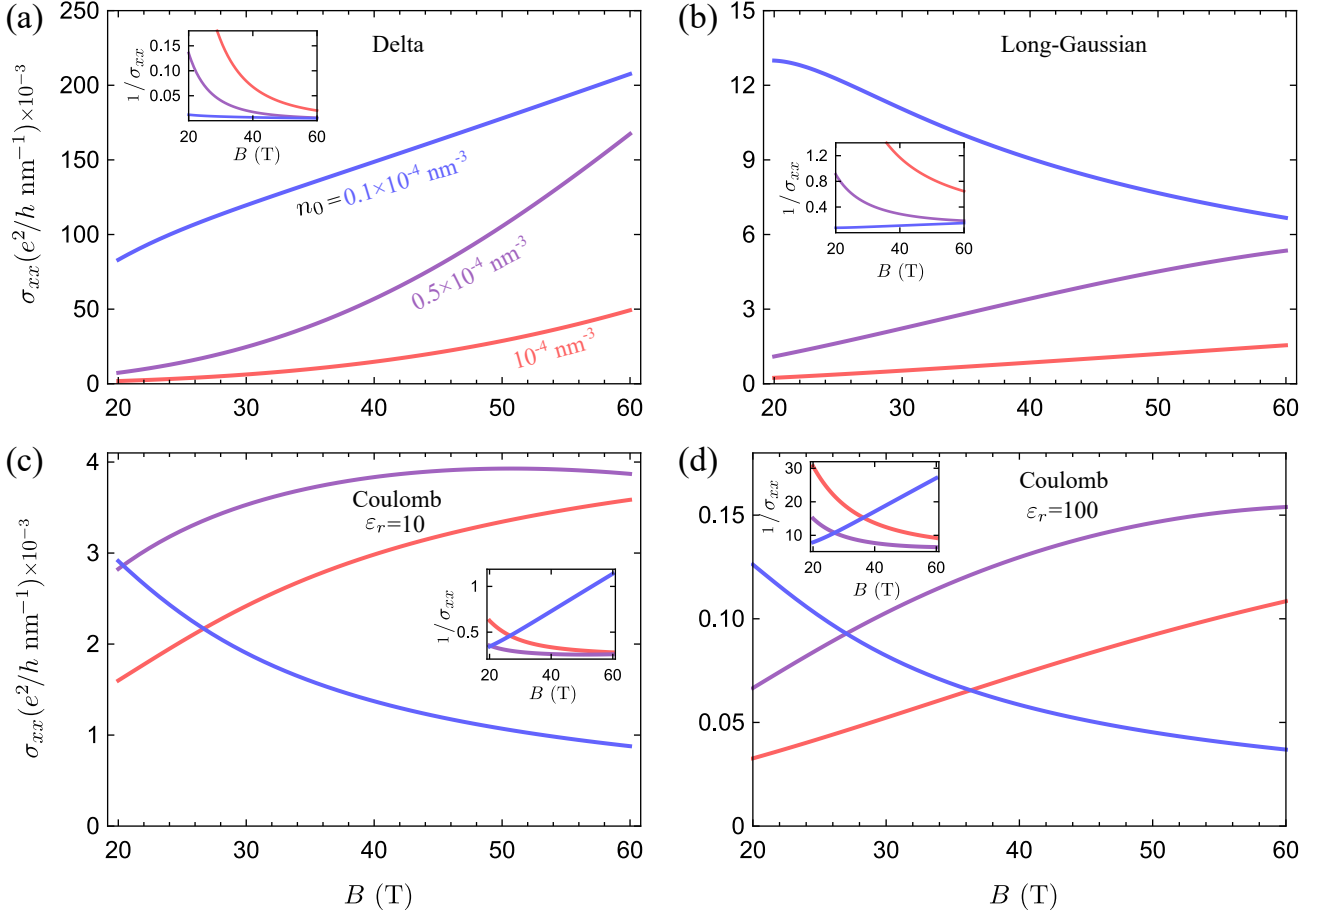 (a)
Delta
σxx(e²/h nm⁻¹)×10⁻³
250
200
150
100
50
0
20 30 40 50 60
n₀=0.1×10⁻⁴ nm⁻³
0.5×10⁻⁴ nm⁻³
10⁻⁴ nm⁻³
1/σxx
0.15
0.10
0.05
20 40 60
B (T)
(b)
Long-Gaussian
15
12
9
6
3
0
20 30 40 50 60
1/σxx
1.2
0.8
0.4
20 40 60
B (T)
(c)
Coulomb
εr=10
σxx(e²/h nm⁻¹)×10⁻³
4
3
2
1
0
20 30 40 50 60
B (T)
1/σxx
1
0.5
20 40 60
B (T)
(d)
Coulomb
εr=100
0.15
0.10
0.05
0
20 30 40 50 60
B (T)
1/σxx
30
20
10
20 40 60
B (T)